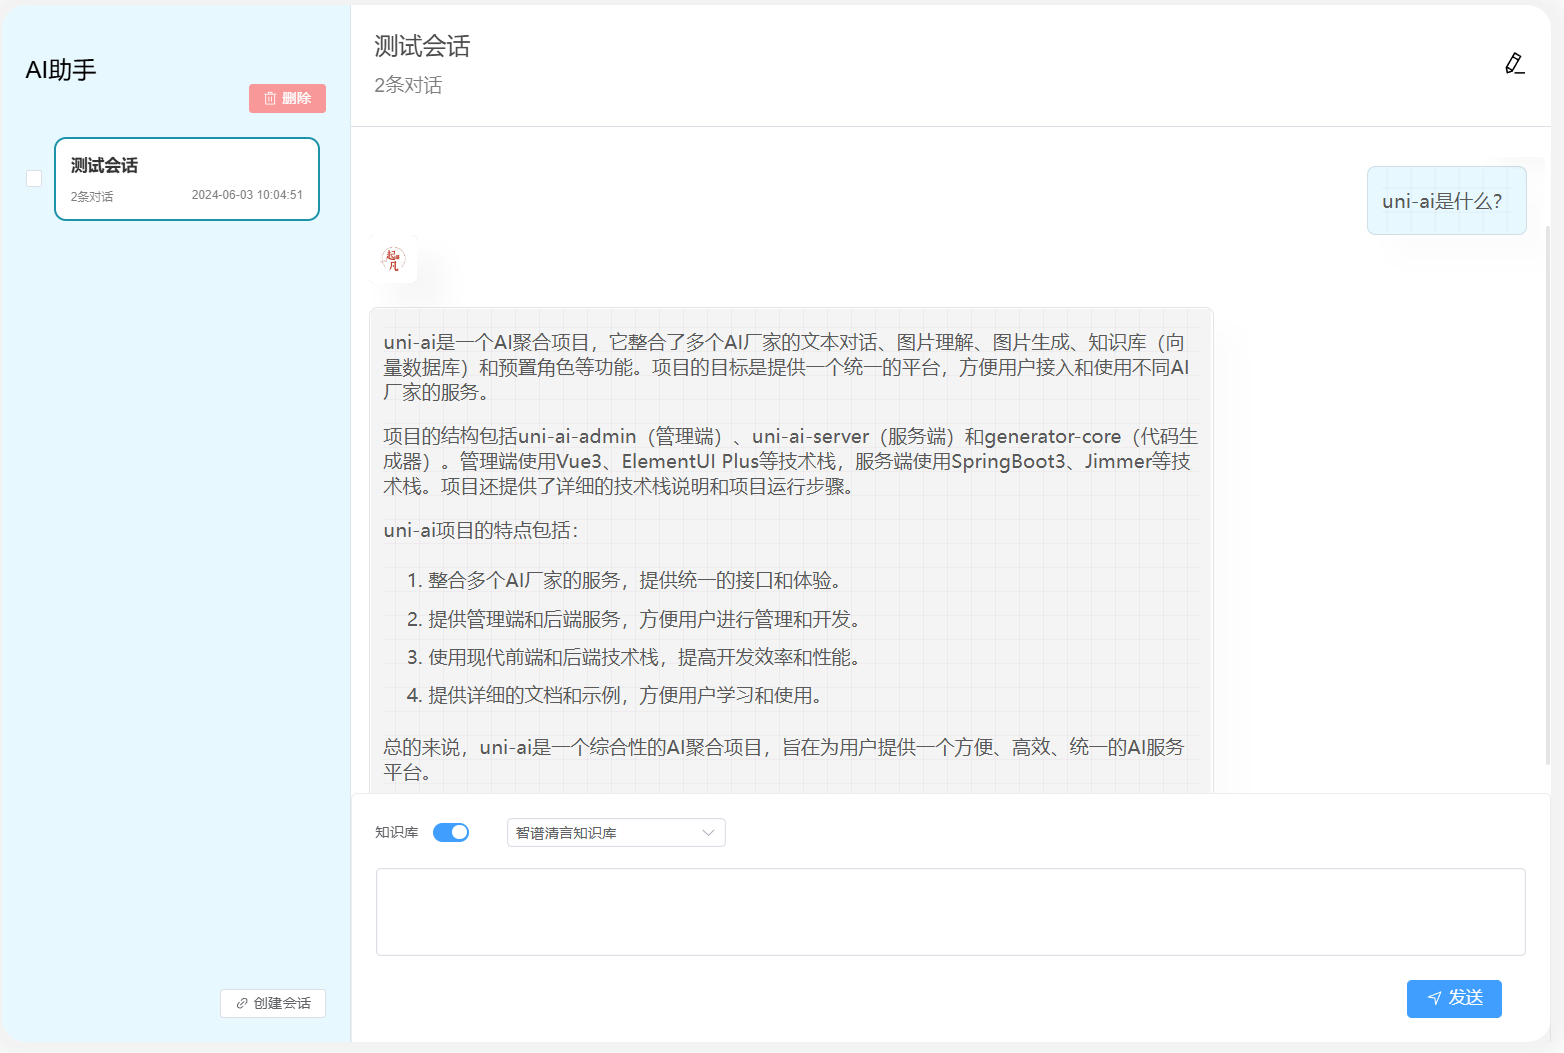 AI助手
删除
测试会话
2条对话
2024-06-03 10:04:51
创建会话
测试会话
2条对话
uni-ai是什么?
起凡
uni-ai是一个AI聚合项目，它整合了多个AI厂家的文本对话、图片理解、图片生成、知识库（向
量数据库）和预置角色等功能。项目的目标是提供一个统一的平台，方便用户接入和使用不同AI
厂家的服务。
项目的结构包括uni-ai-admin（管理端）、uni-ai-server（服务端）和generator-core（代码生
成器）。管理端使用Vue3、ElementUI Plus等技术栈，服务端使用SpringBoot3、Jimmer等技
术栈。项目还提供了详细的技术栈说明和项目运行步骤。
uni-ai项目的特点包括：
1. 整合多个AI厂家的服务，提供统一的接口和体验。
2. 提供管理端和后端服务，方便用户进行管理和开发。
3. 使用现代前端和后端技术栈，提高开发效率和性能。
4. 提供详细的文档和示例，方便用户学习和使用。
总的来说，uni-ai是一个综合性的AI聚合项目，旨在为用户提供一个方便、高效、统一的AI服务
平台。
知识库
智谱清言知识库
发送